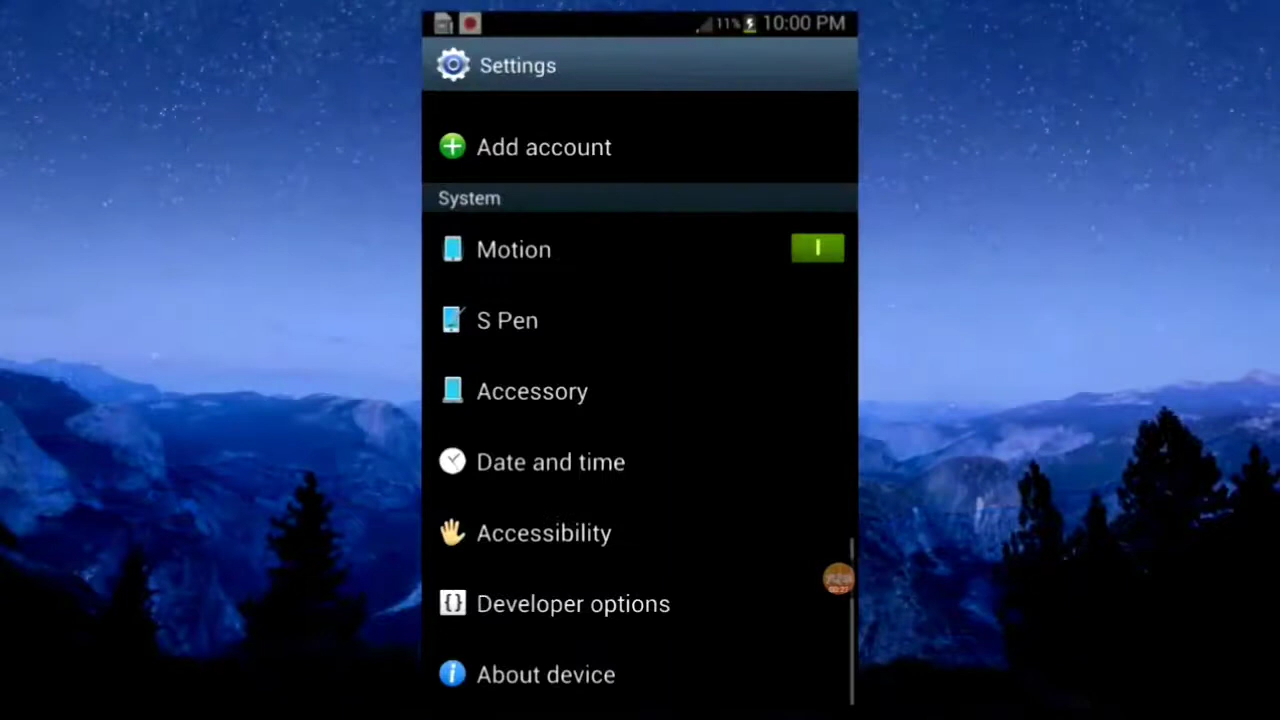 11% 10:00 PM
Settings
Add account
System
Motion
S Pen
Accessory
Date and time
Accessibility
Developer options
About device